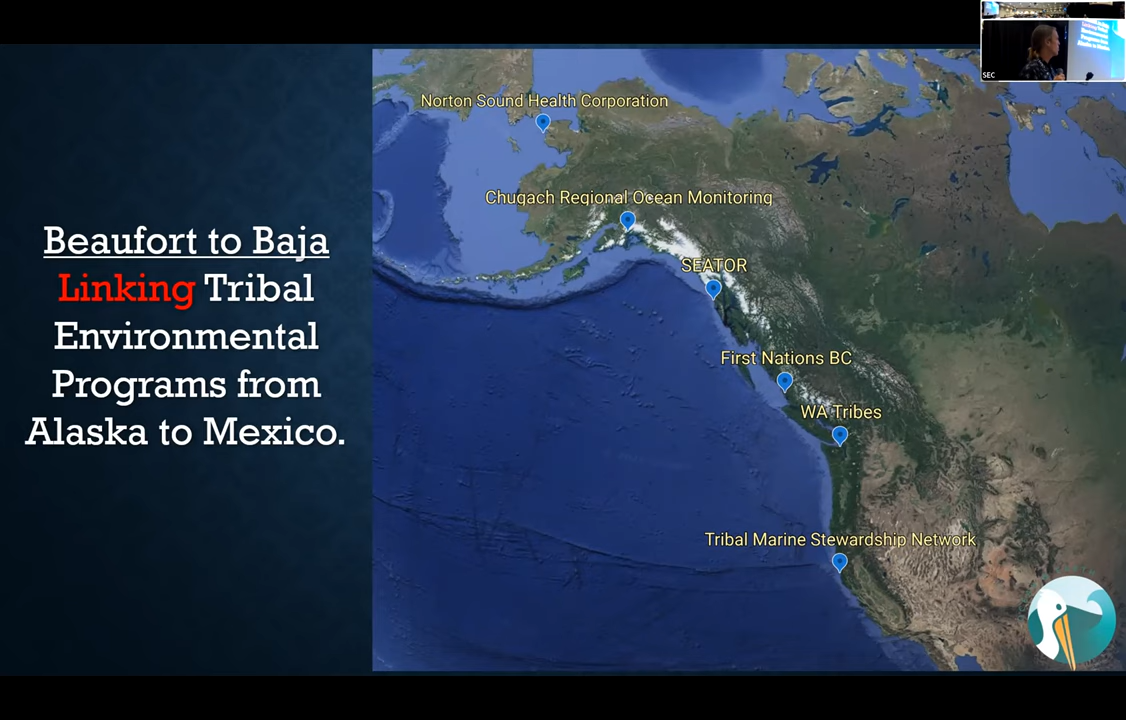 Beaufort to Baja
Linking Tribal
Environmental
Programs from
Alaska to Mexico.
Norton Sound Health Corporation
Chugach Regional Ocean Monitoring
SEATOR
First Nations BC
WA Tribes
Tribal Marine Stewardship Network
SEC